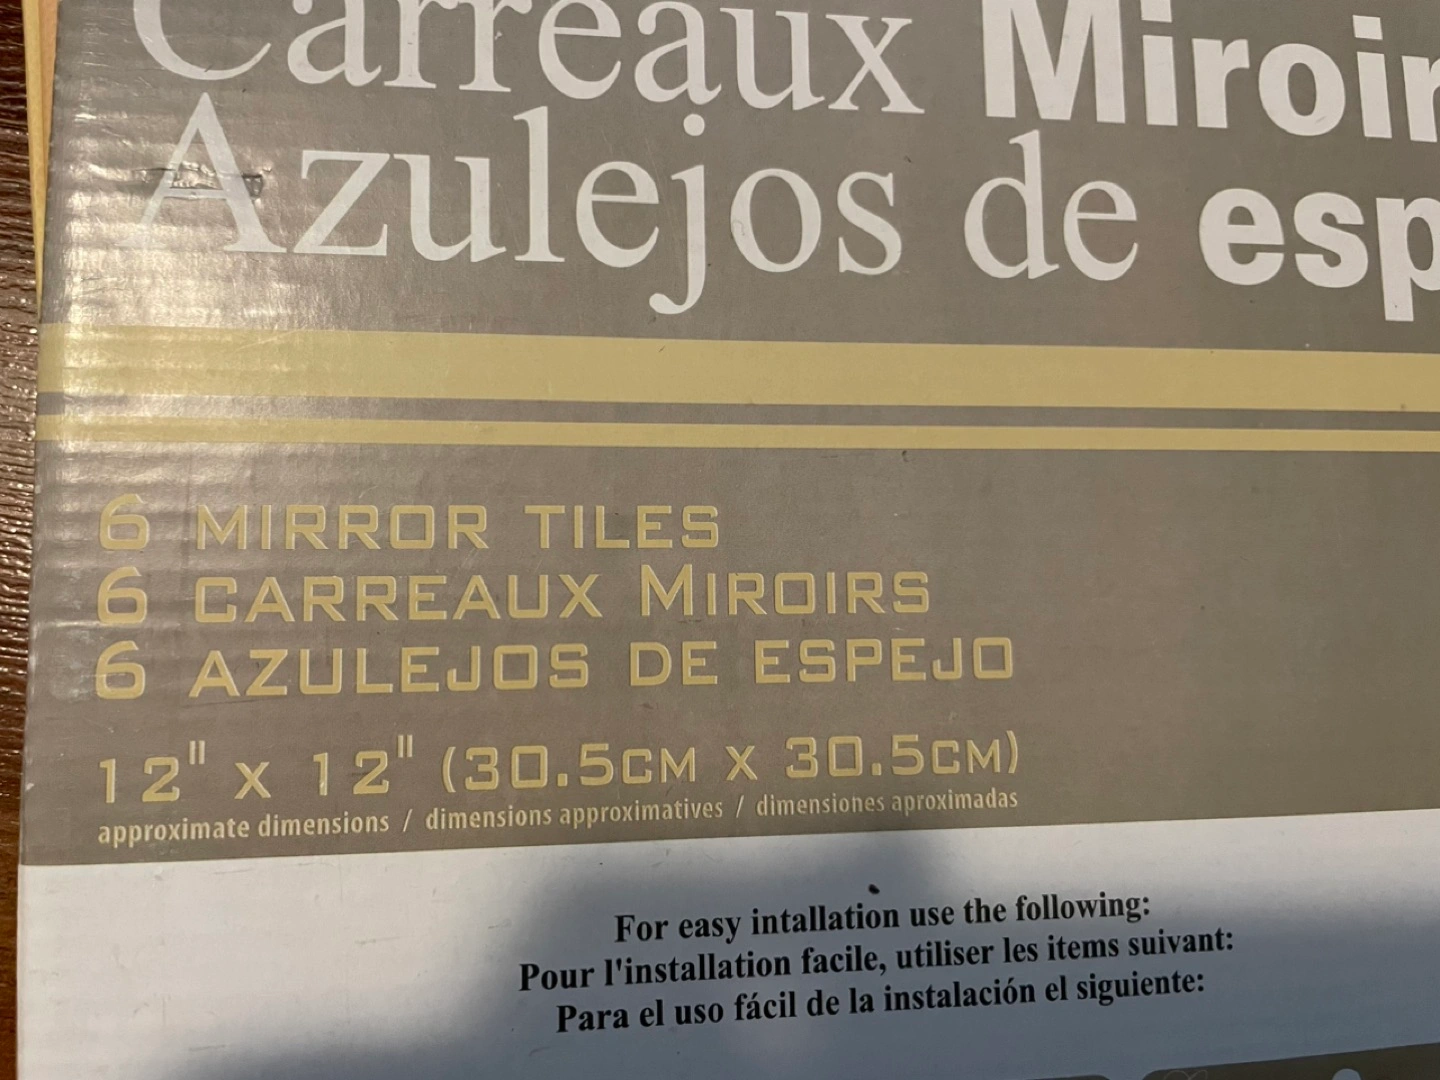 Carreaux Miroir
Azulejos de esp
6 MIRROR TILES
6 CARREAUX MIROIRS
6 AZULEJOS DE ESPEJO
12" X 12" (30.5CM X 30.5CM)
approximate dimensions / dimensions approximatives / dimensiones aproximadas
For easy intallation use the following:
Pour l'installation facile, utiliser les items suivant:
Para el uso fácil de la instalación el siguiente: